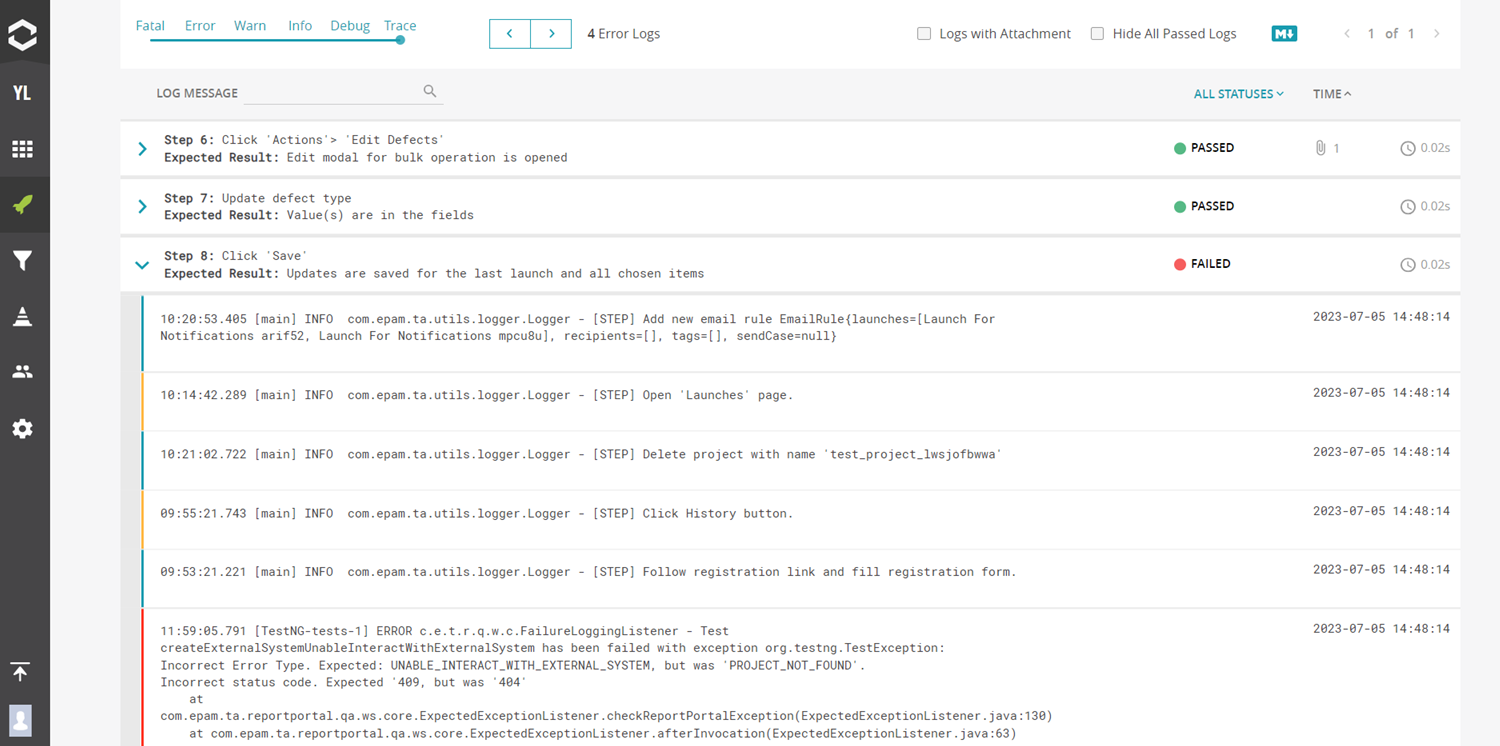 Fatal Error Warn Info Debug Trace
4 Error Logs
Logs with Attachment
Hide All Passed Logs
M
1 of 1
YL
LOG MESSAGE
ALL STATUSES
TIME
Step 6: Click 'Actions'> 'Edit Defects'
Expected Result: Edit modal for bulk operation is opened
PASSED
1
0.02s
Step 7: Update defect type
Expected Result: Value(s) are in the fields
PASSED
0.02s
Step 8: Click 'Save'
Expected Result: Updates are saved for the last launch and all chosen items
FAILED
0.02s
10:20:53.405 [main] INFO com.epam.ta.utils.logger.Logger - [STEP] Add new email rule EmailRule{launches=[Launch For
Notifications arif52, Launch For Notifications mpcu8u], recipients=[], tags=[], sendCase=null}
2023-07-05 14:48:14
10:14:42.289 [main] INFO com.epam.ta.utils.logger.Logger - [STEP] Open 'Launches' page.
2023-07-05 14:48:14
10:21:02.722 [main] INFO com.epam.ta.utils.logger.Logger - [STEP] Delete project with name 'test_project_lwsjofbwwa'
2023-07-05 14:48:14
09:55:21.743 [main] INFO com.epam.ta.utils.logger.Logger - [STEP] Click History button.
2023-07-05 14:48:14
09:53:21.221 [main] INFO com.epam.ta.utils.logger.Logger - [STEP] Follow registration link and fill registration form.
2023-07-05 14:48:14
11:59:05.791 [TestNG-tests-1] ERROR c.e.t.r.q.w.c.FailureLoggingListener - Test
2023-07-05 14:48:14
createExternalSystemUnableInteractWithExternalSystem has been failed with exception org.testng.TestException:
Incorrect Error Type. Expected: UNABLE_INTERACT_WITH_EXTERNAL_SYSTEM, but was 'PROJECT_NOT_FOUND'.
Incorrect status code. Expected '409, but was '404'
at
com.epam.ta.reportportal.qa.ws.core.ExpectedExceptionListener.checkReportPortalException(ExpectedExceptionListener.java:130)
at com.epam.ta.reportportal.qa.ws.core.ExpectedExceptionListener.afterInvocation(ExpectedExceptionListener.java:63)